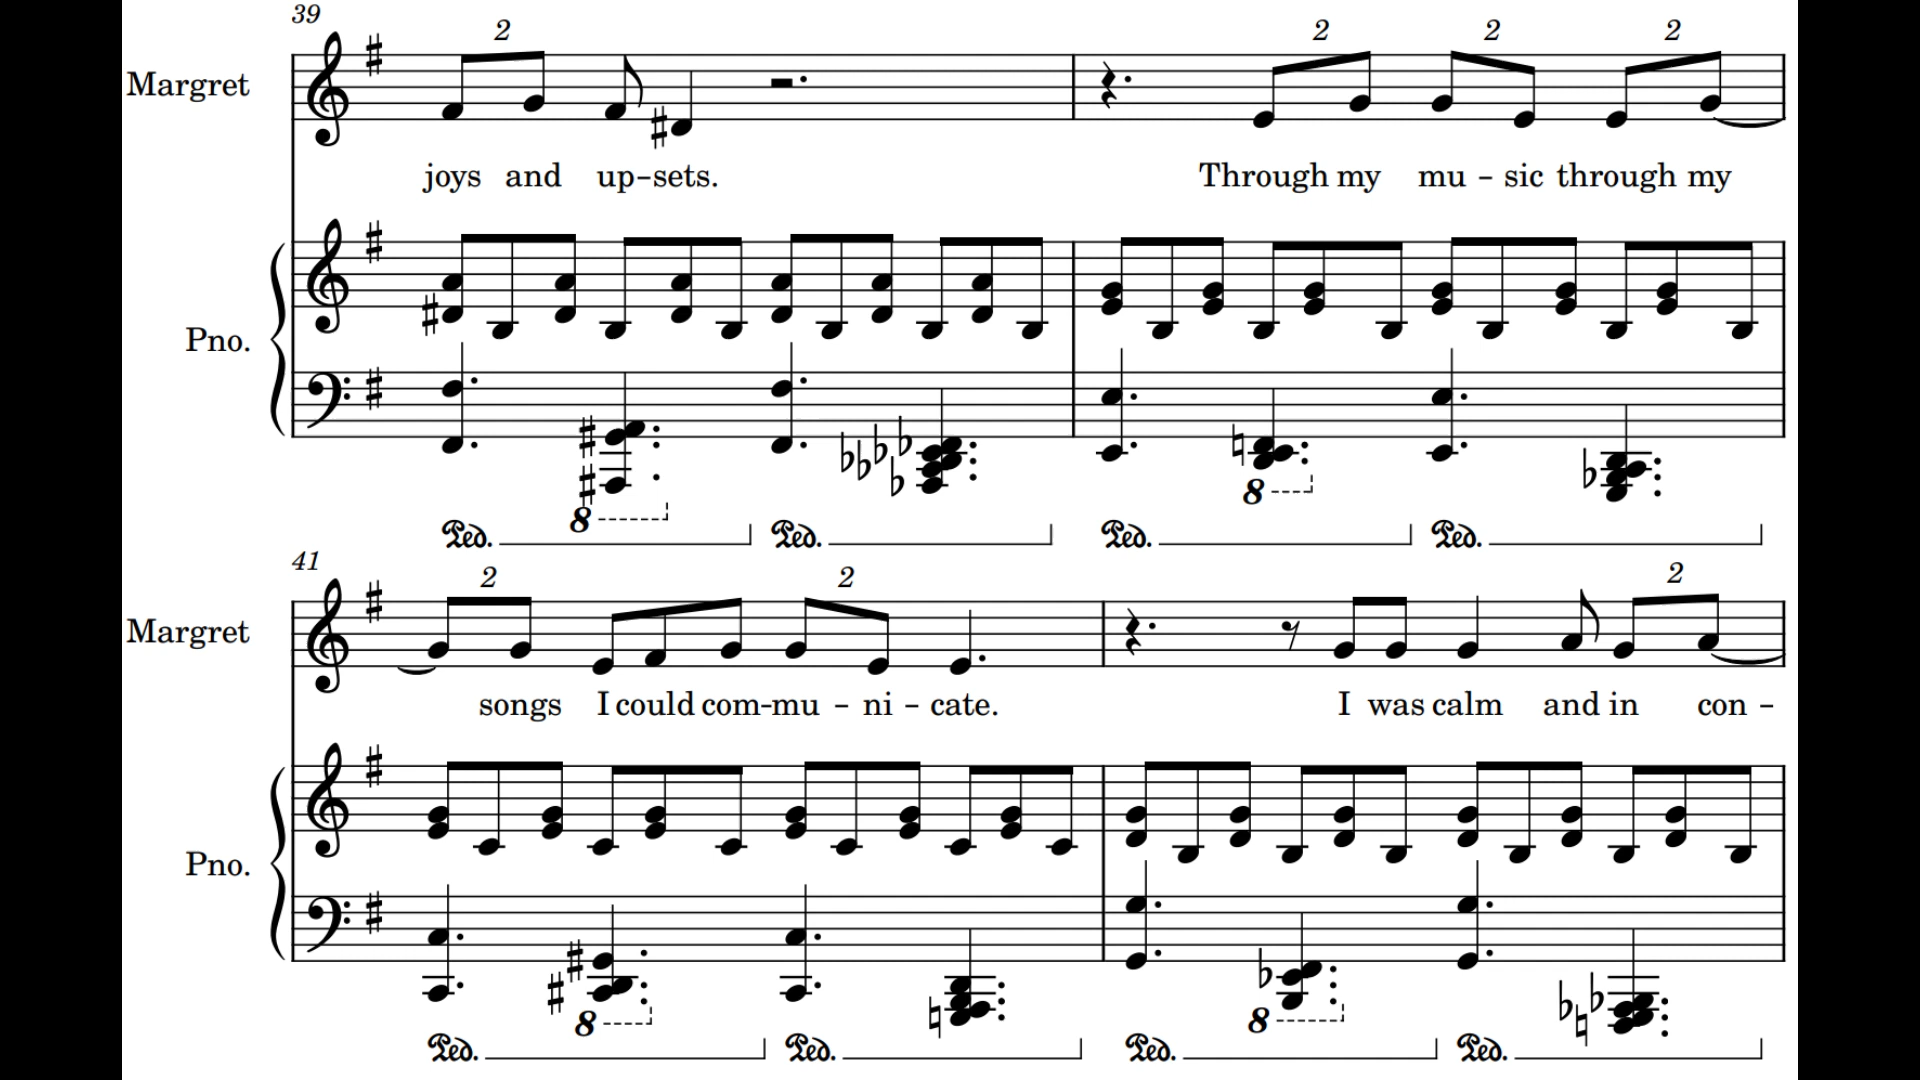 39
2 2 2 2
Margret
joys and up-sets. Through my mu - sic through my
Pno.
8 8
Ped. Ped. Ped. Ped.
41
2 2 2
Margret
songs I could com-mu - ni - cate. I was calm and in con -
Pno.
8 8
Ped. Ped. Ped. Ped.